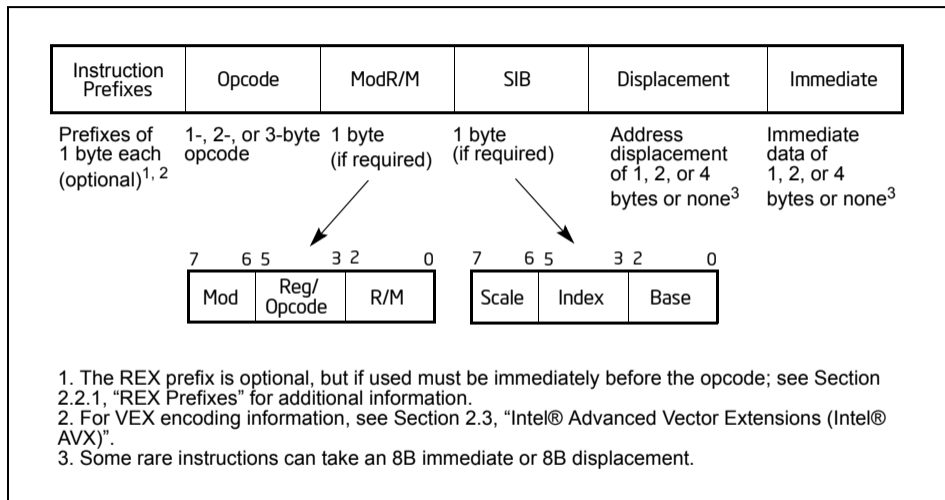 Instruction Prefixes Opcode ModR/M SIB Displacement Immediate
Prefixes of 1 byte each (optional)1, 2
1-, 2-, or 3-byte opcode
1 byte (if required)
1 byte (if required)
Address displacement of 1, 2, or 4 bytes or none3
Immediate data of 1, 2, or 4 bytes or none3
7 6 5 3 2 0
Mod Reg/Opcode R/M
7 6 5 3 2 0
Scale Index Base
1. The REX prefix is optional, but if used must be immediately before the opcode; see Section
2.2.1, “REX Prefixes” for additional information.
2. For VEX encoding information, see Section 2.3, “Intel® Advanced Vector Extensions (Intel®
AVX)”.
3. Some rare instructions can take an 8B immediate or 8B displacement.